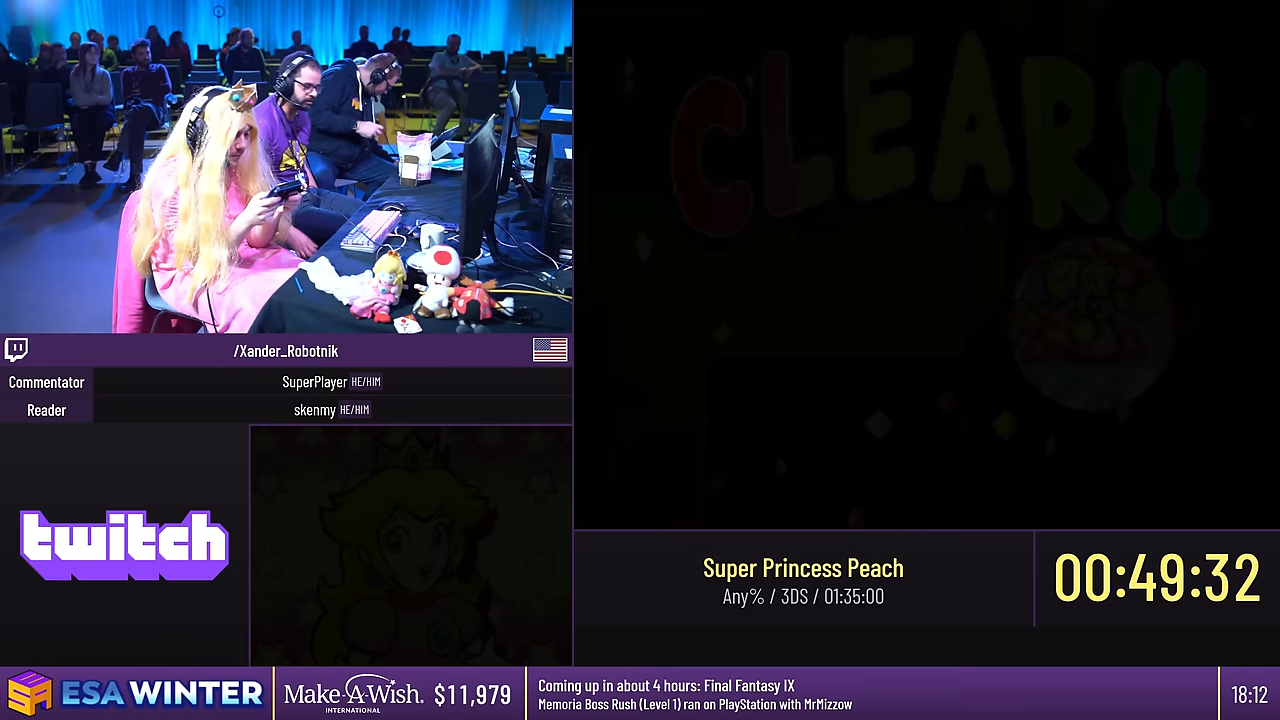 CLEAR!!
/Xander_Robotnik
Commentator
SuperPlayer HE/HIM
Reader
skenmy HE/HIM
twitch
Super Princess Peach
Any% / 3DS / 01:35:00
00:49:32
ESA WINTER
Make-A-Wish.
INTERNATIONAL
$11,979
Coming up in about 4 hours: Final Fantasy IX
Memoria Boss Rush (Level 1) ran on PlayStation with MrMizzow
18:12